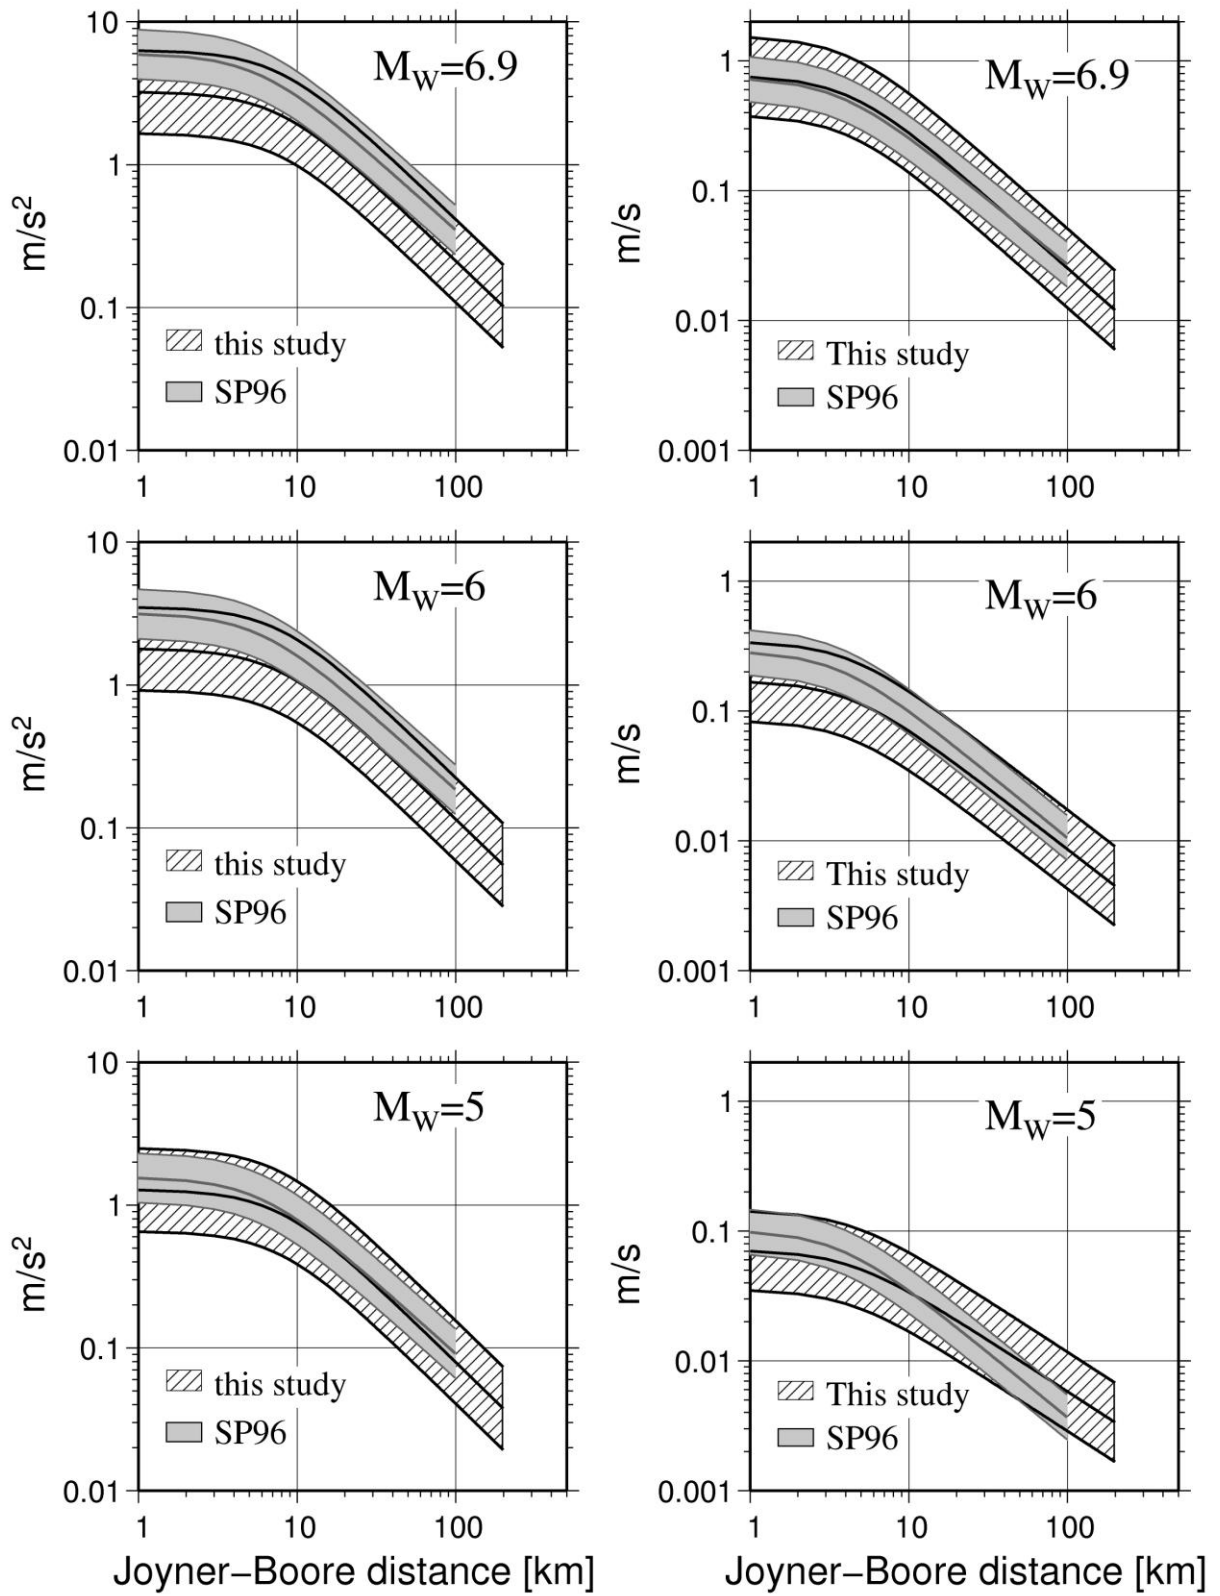 10
1
0.1
0.01
m/s²
M_W=6.9
this study
SP96
1 10 100
1
0.1
0.01
0.001
m/s
M_W=6.9
This study
SP96
1 10 100
10
1
0.1
0.01
m/s²
M_W=6
this study
SP96
1 10 100
1
0.1
0.01
0.001
m/s
M_W=6
This study
SP96
1 10 100
10
1
0.1
0.01
m/s²
M_W=5
this study
SP96
1 10 100
Joyner−Boore distance [km]
1
0.1
0.01
0.001
m/s
M_W=5
This study
SP96
1 10 100
Joyner−Boore distance [km]